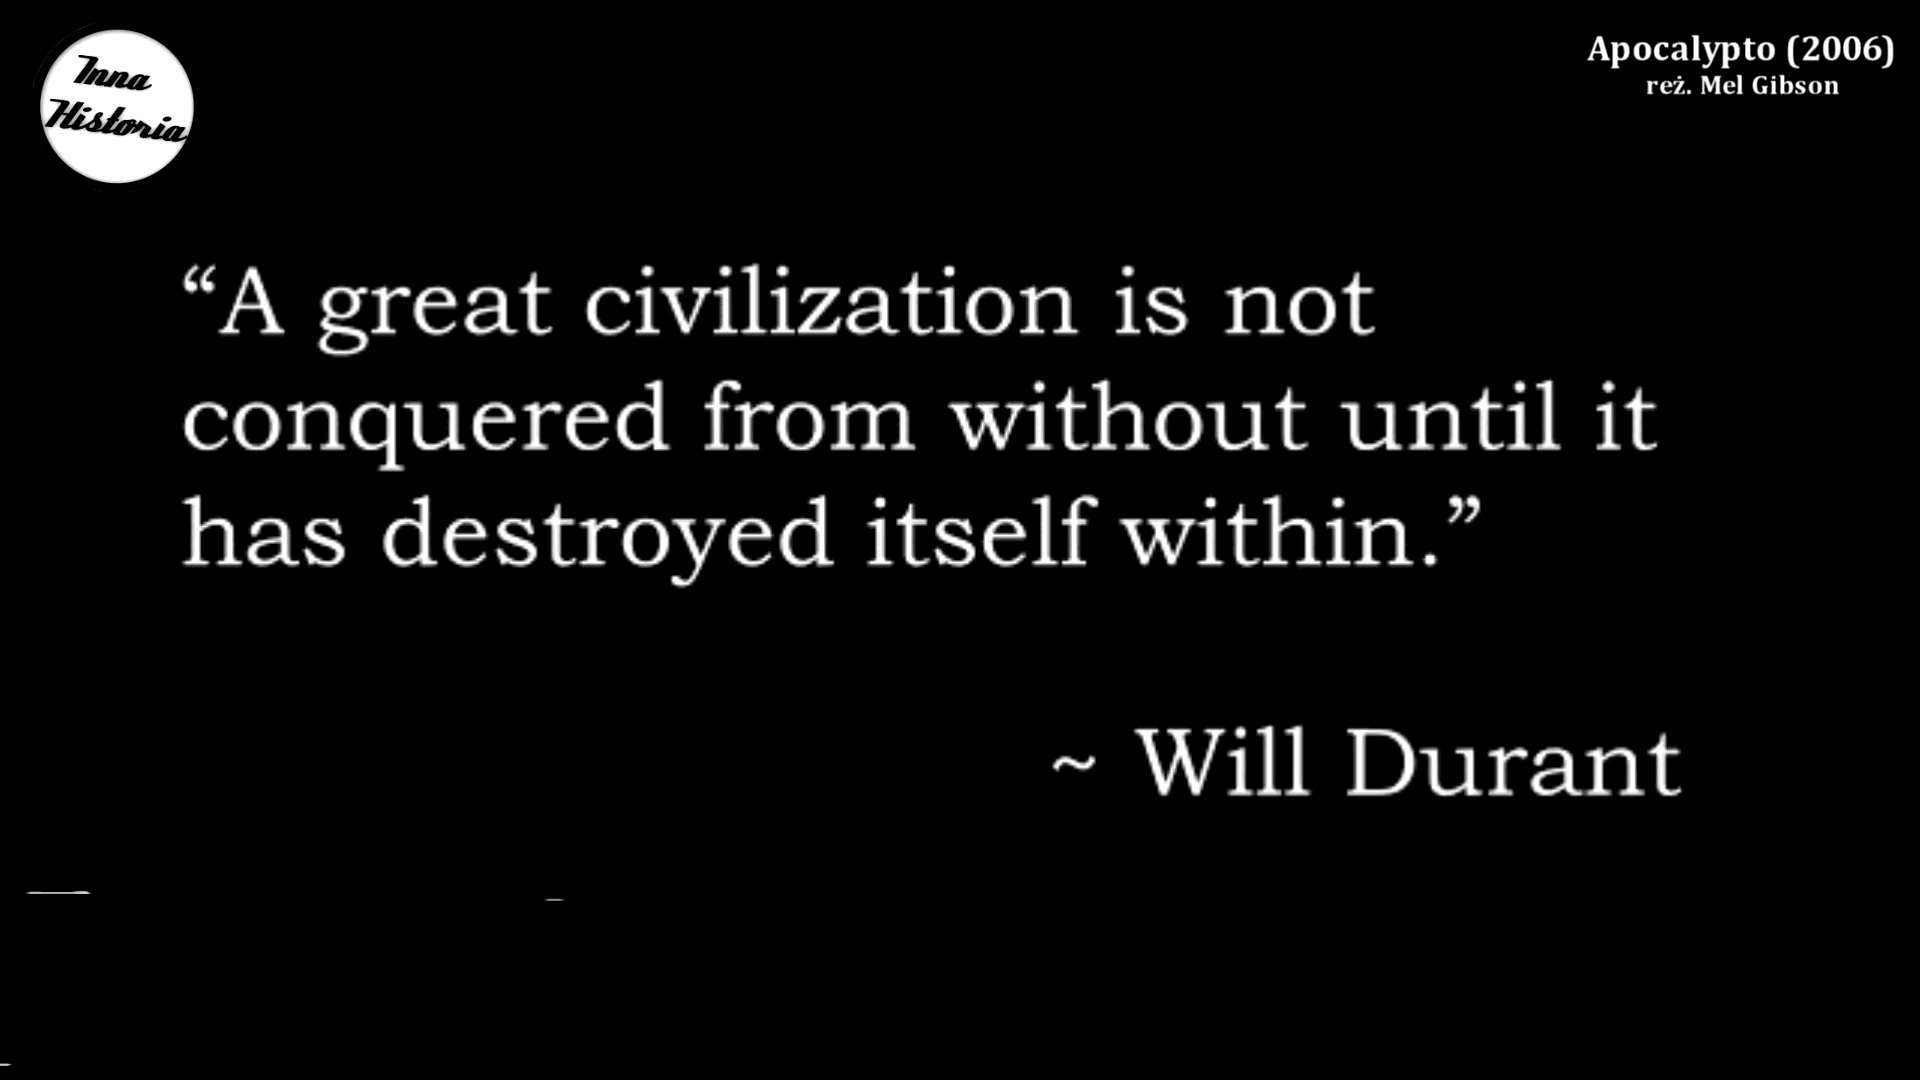 Inna
Historia
Apocalypto (2006)
reż. Mel Gibson
“A great civilization is not
conquered from without until it
has destroyed itself within.”
~ Will Durant